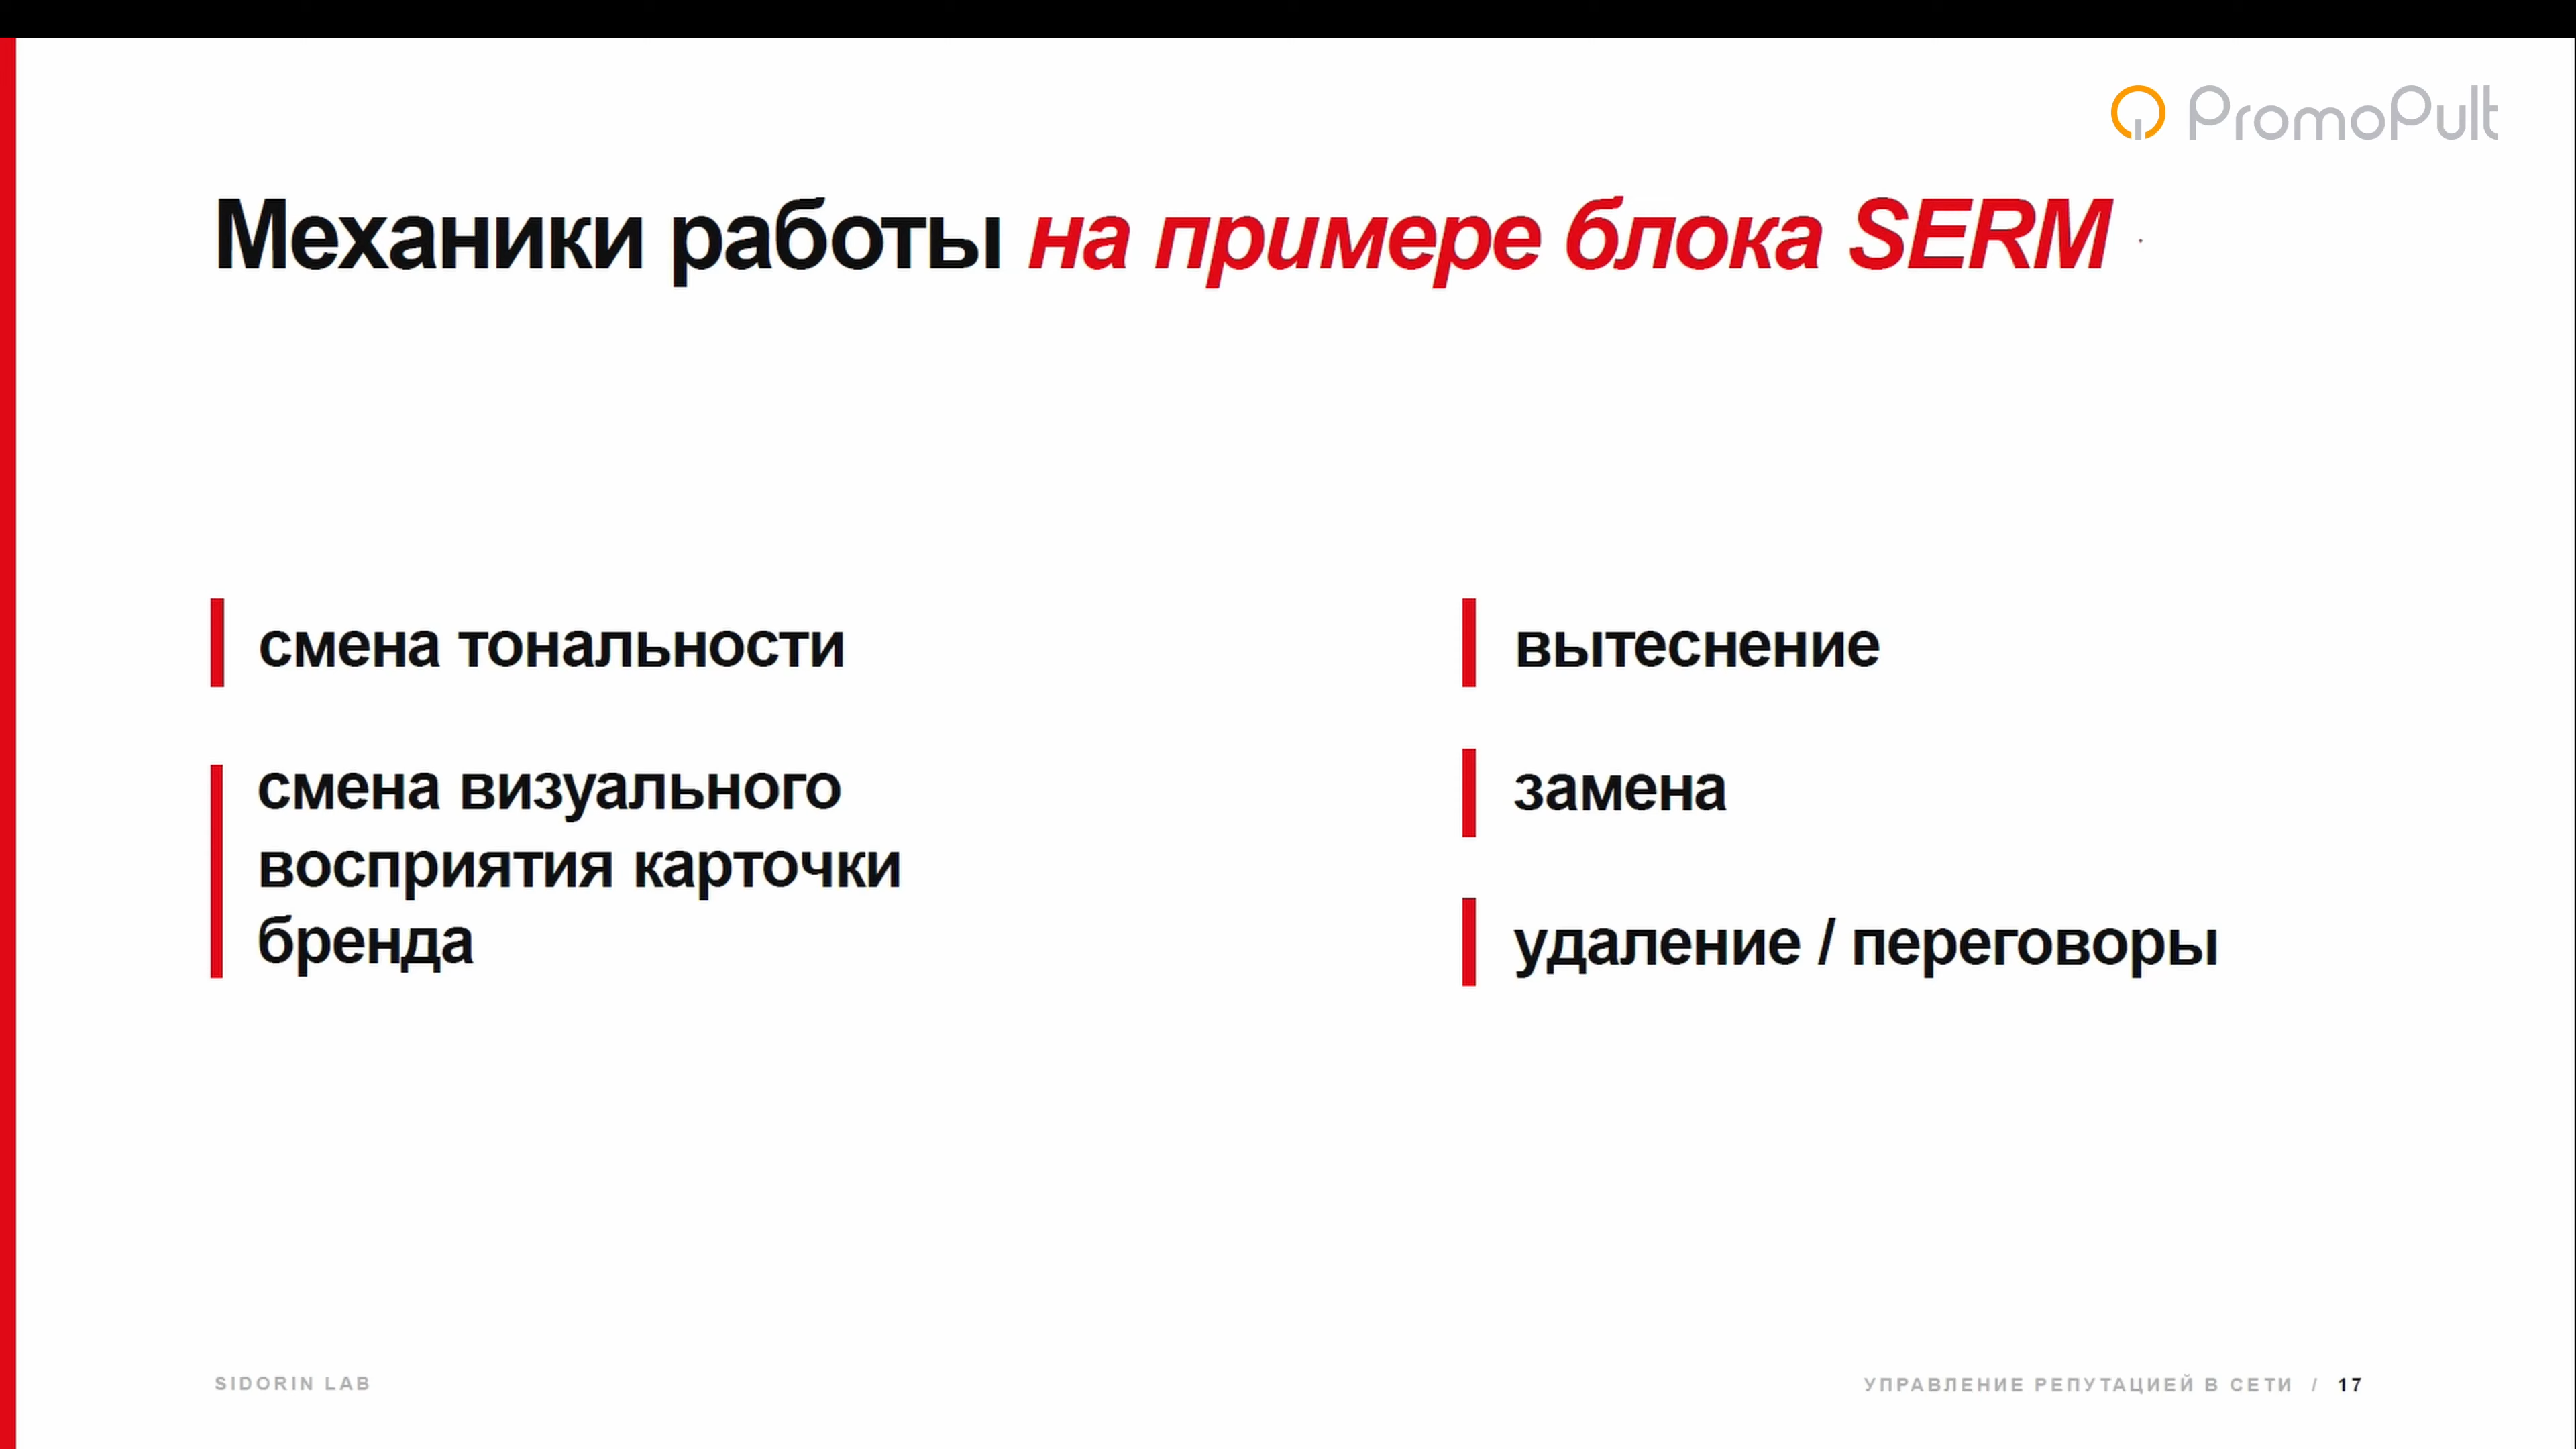 PromoPult
Механики работы на примере блока SERM
смена тональности
смена визуального
восприятия карточки
бренда
вытеснение
замена
удаление / переговоры
SIDORIN LAB
УПРАВЛЕНИЕ РЕПУТАЦИЕЙ В СЕТИ / 17